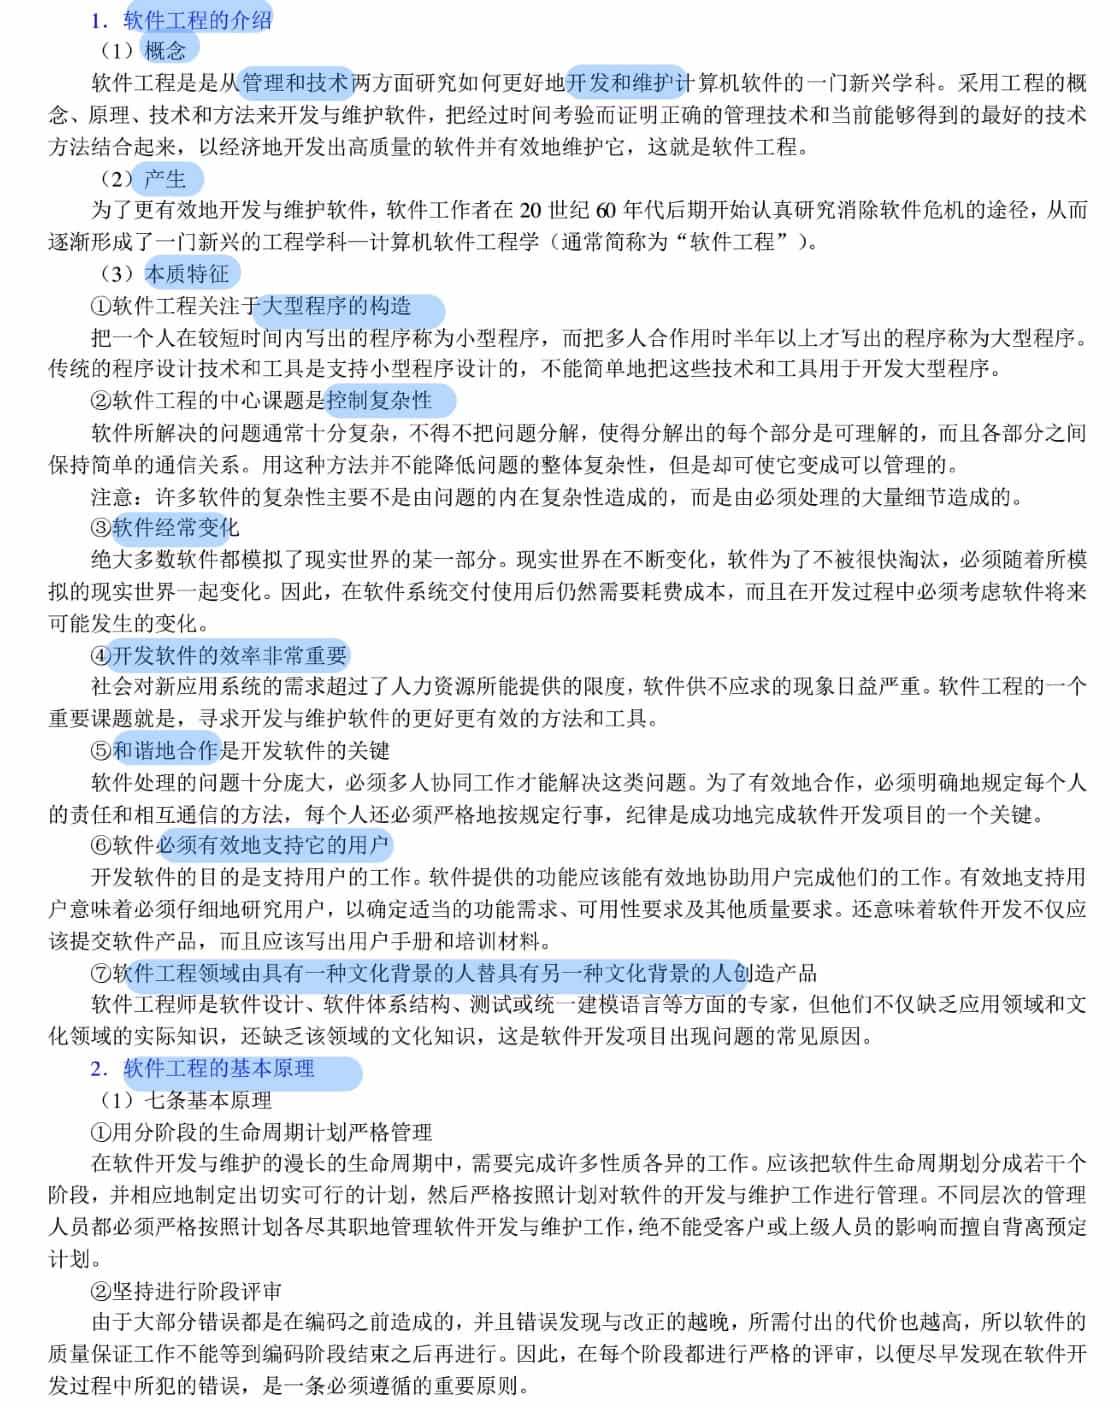 1．软件工程的介绍
（1）概念
软件工程是是从管理和技术两方面研究如何更好地开发和维护计算机软件的一门新兴学科。采用工程的概
念、原理、技术和方法来开发与维护软件，把经过时间考验而证明正确的管理技术和当前能够得到的最好的技术
方法结合起来，以经济地开发出高质量的软件并有效地维护它，这就是软件工程。
（2）产生
为了更有效地开发与维护软件，软件工作者在 20 世纪 60 年代后期开始认真研究消除软件危机的途径，从而
逐渐形成了一门新兴的工程学科—计算机软件工程学（通常简称为“软件工程”）。
（3）本质特征
①软件工程关注于大型程序的构造
把一个人在较短时间内写出的程序称为小型程序，而把多人合作用时半年以上才写出的程序称为大型程序。
传统的程序设计技术和工具是支持小型程序设计的，不能简单地把这些技术和工具用于开发大型程序。
②软件工程的中心课题是控制复杂性
软件所解决的问题通常十分复杂，不得不把问题分解，使得分解出的每个部分是可理解的，而且各部分之间
保持简单的通信关系。用这种方法并不能降低问题的整体复杂性，但是却可使它变成可以管理的。
注意：许多软件的复杂性主要不是由问题的内在复杂性造成的，而是由必须处理的大量细节造成的。
③软件经常变化
绝大多数软件都模拟了现实世界的某一部分。现实世界在不断变化，软件为了不被很快淘汰，必须随着所模
拟的现实世界一起变化。因此，在软件系统交付使用后仍然需要耗费成本，而且在开发过程中必须考虑软件将来
可能发生的变化。
④开发软件的效率非常重要
社会对新应用系统的需求超过了人力资源所能提供的限度，软件供不应求的现象日益严重。软件工程的一个
重要课题就是，寻求开发与维护软件的更好更有效的方法和工具。
⑤和谐地合作是开发软件的关键
软件处理的问题十分庞大，必须多人协同工作才能解决这类问题。为了有效地合作，必须明确地规定每个人
的责任和相互通信的方法，每个人还必须严格地按规定行事，纪律是成功地完成软件开发项目的一个关键。
⑥软件必须有效地支持它的用户
开发软件的目的是支持用户的工作。软件提供的功能应该能有效地协助用户完成他们的工作。有效地支持用
户意味着必须仔细地研究用户，以确定适当的功能需求、可用性要求及其他质量要求。还意味着软件开发不仅应
该提交软件产品，而且应该写出用户手册和培训材料。
⑦软件工程领域由具有一种文化背景的人替具有另一种文化背景的人创造产品
软件工程师是软件设计、软件体系结构、测试或统一建模语言等方面的专家，但他们不仅缺乏应用领域和文
化领域的实际知识，还缺乏该领域的文化知识，这是软件开发项目出现问题的常见原因。
2．软件工程的基本原理
（1）七条基本原理
①用分阶段的生命周期计划严格管理
在软件开发与维护的漫长的生命周期中，需要完成许多性质各异的工作。应该把软件生命周期划分成若干个
阶段，并相应地制定出切实可行的计划，然后严格按照计划对软件的开发与维护工作进行管理。不同层次的管理
人员都必须严格按照计划各尽其职地管理软件开发与维护工作，绝不能受客户或上级人员的影响而擅自背离预定
计划。
②坚持进行阶段评审
由于大部分错误都是在编码之前造成的，并且错误发现与改正的越晚，所需付出的代价也越高，所以软件的
质量保证工作不能等到编码阶段结束之后再进行。因此，在每个阶段都进行严格的评审，以便尽早发现在软件开
发过程中所犯的错误，是一条必须遵循的重要原则。